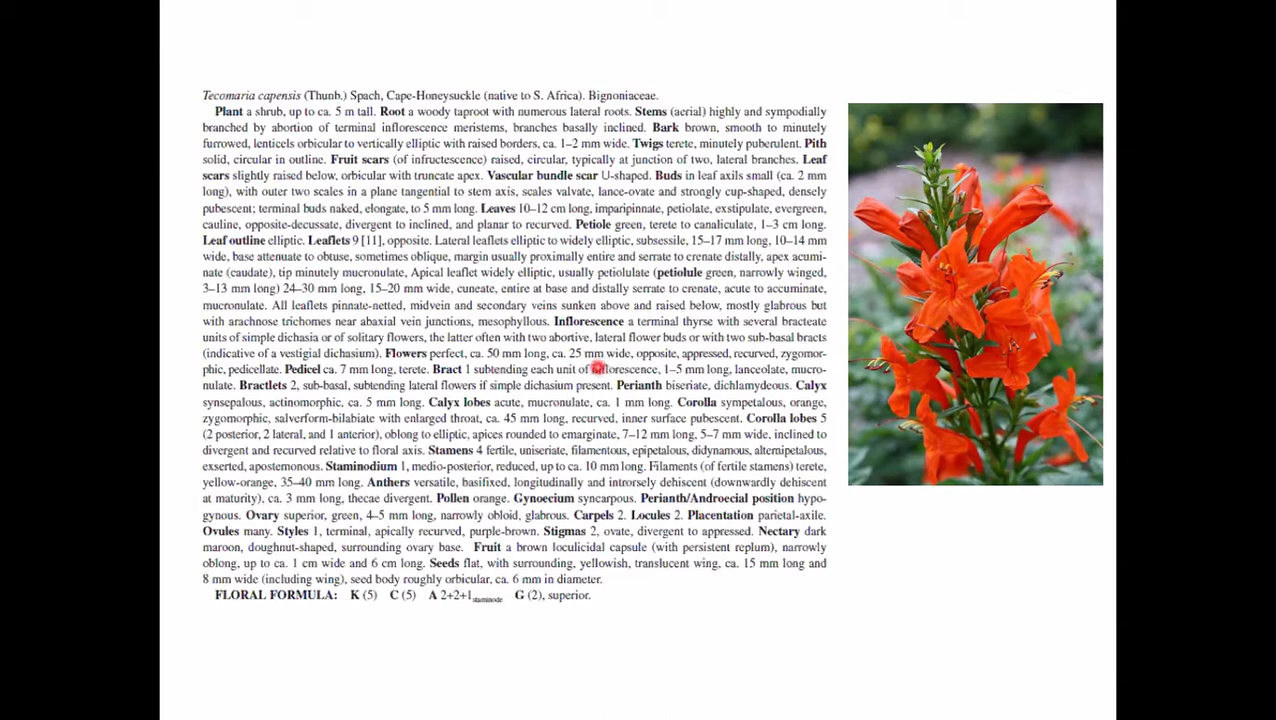 Tecomaria capensis (Thunb.) Spach, Cape-Honeysuckle (native to S. Africa). Bignoniaceae.
Plant a shrub, up to ca. 5 m tall. Root a woody taproot with numerous lateral roots. Stems (aerial) highly and sympodially
branched by abortion of terminal inflorescence meristems, branches basally inclined. Bark brown, smooth to minutely
furrowed, lenticels orbicular to vertically elliptic with raised borders, ca. 1–2 mm wide. Twigs terete, minutely puberulent. Pith
solid, circular in outline. Fruit scars (of infructescence) raised, circular, typically at junction of two, lateral branches. Leaf
scars slightly raised below, orbicular with truncate apex. Vascular bundle scar U-shaped. Buds in leaf axils small (ca. 2 mm
long), with outer two scales in a plane tangential to stem axis, scales valvate, lance-ovate and strongly cup-shaped, densely
pubescent; terminal buds naked, elongate, to 5 mm long. Leaves 10–12 cm long, imparipinnate, petiolate, exstipulate, evergreen,
cauline, opposite-decussate, divergent to inclined, and planar to recurved. Petiole green, terete to canaliculate, 1–3 cm long.
Leaf outline elliptic. Leaflets 9 [11], opposite. Lateral leaflets elliptic to widely elliptic, subsessile, 15–17 mm long, 10–14 mm
wide, base attenuate to obtuse, sometimes oblique, margin usually proximally entire and serrate to crenate distally, apex acumi-
nate (caudate), tip minutely mucronulate, Apical leaflet widely elliptic, usually petiolulate (petiolule green, narrowly winged,
3–13 mm long) 24–30 mm long, 15–20 mm wide, cuneate, entire at base and distally serrate to crenate, acute to accuminate,
mucronulate. All leaflets pinnate-netted, midvein and secondary veins sunken above and raised below, mostly glabrous but
with arachnose trichomes near abaxial vein junctions, mesophyllous. Inflorescence a terminal thyrse with several bracteate
units of simple dichasia or of solitary flowers, the latter often with two abortive, lateral flower buds or with two sub-basal bracts
(indicative of a vestigial dichasium). Flowers perfect, ca. 50 mm long, ca. 25 mm wide, opposite, appressed, recurved, zygomor-
phic, pedicellate. Pedicel ca. 7 mm long, terete. Bract 1 subtending each unit of inflorescence, 1–5 mm long, lanceolate, mucro-
nulate. Bractlets 2, sub-basal, subtending lateral flowers if simple dichasium present. Perianth biseriate, dichlamydeous. Calyx
synsepalous, actinomorphic, ca. 5 mm long. Calyx lobes acute, mucronulate, ca. 1 mm long. Corolla sympetalous, orange,
zygomorphic, salverform-bilabiate with enlarged throat, ca. 45 mm long, recurved, inner surface pubescent. Corolla lobes 5
(2 posterior, 2 lateral, and 1 anterior), oblong to elliptic, apices rounded to emarginate, 7–12 mm long, 5–7 mm wide, inclined to
divergent and recurved relative to floral axis. Stamens 4 fertile, uniseriate, filamentous, epipetalous, didynamous, alternipetalous,
exserted, apostemonous. Staminodium 1, medio-posterior, reduced, up to ca. 10 mm long. Filaments (of fertile stamens) terete,
yellow-orange, 35–40 mm long. Anthers versatile, basifixed, longitudinally and introrsely dehiscent (downwardly dehiscent
at maturity), ca. 3 mm long, thecae divergent. Pollen orange. Gynoecium syncarpous. Perianth/Androecial position hypo-
gynous. Ovary superior, green, 4–5 mm long, narrowly obloid, glabrous. Carpels 2. Locules 2. Placentation parietal-axile.
Ovules many. Styles 1, terminal, apically recurved, purple-brown. Stigmas 2, ovate, divergent to appressed. Nectary dark
maroon, doughnut-shaped, surrounding ovary base. Fruit a brown loculicidal capsule (with persistent replum), narrowly
oblong, up to ca. 1 cm wide and 6 cm long. Seeds flat, with surrounding, yellowish, translucent wing, ca. 15 mm long and
8 mm wide (including wing), seed body roughly orbicular, ca. 6 mm in diameter.
FLORAL FORMULA: K (5) C (5) A 2+2+1staminode G (2), superior.